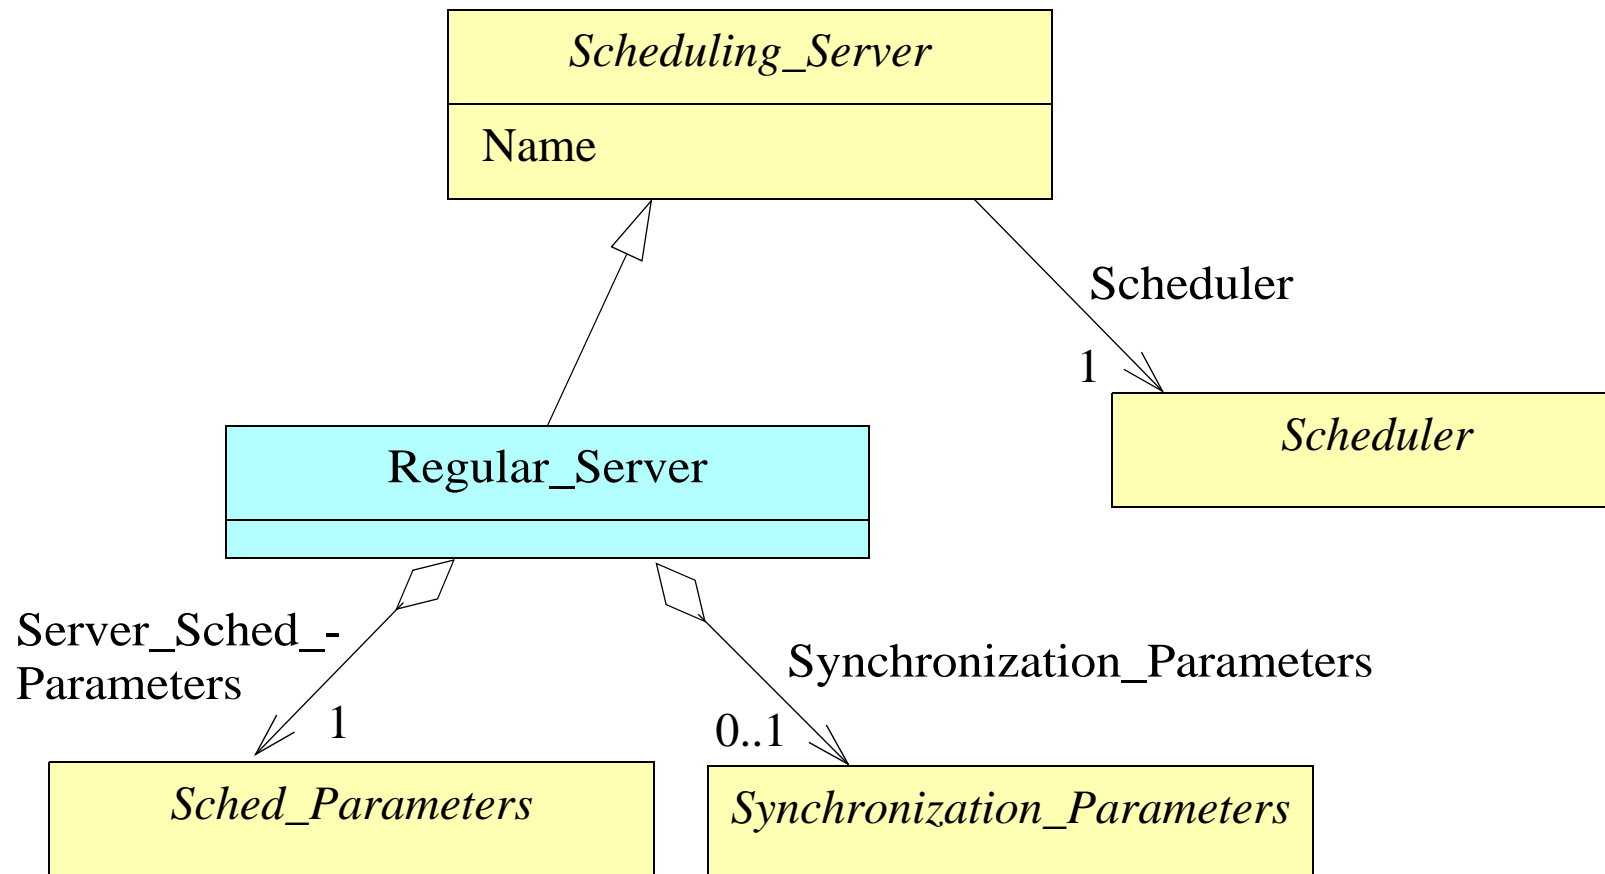 Scheduling_Server
Name
Scheduler
1
Scheduler
Regular_Server
Server_Sched_-
Parameters
1
Synchronization_Parameters
0..1
Sched_Parameters
Synchronization_Parameters